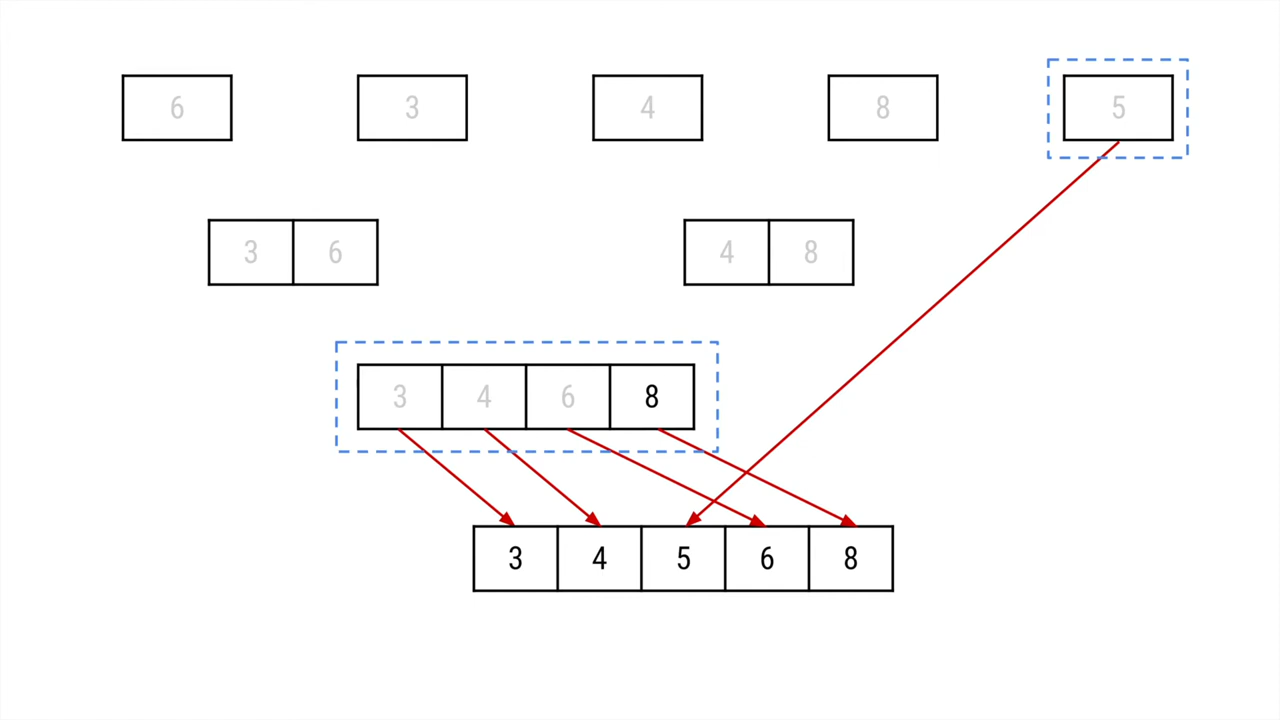 6 3 4 8 5
3 6 4 8
3 4 6 8
3 4 5 6 8